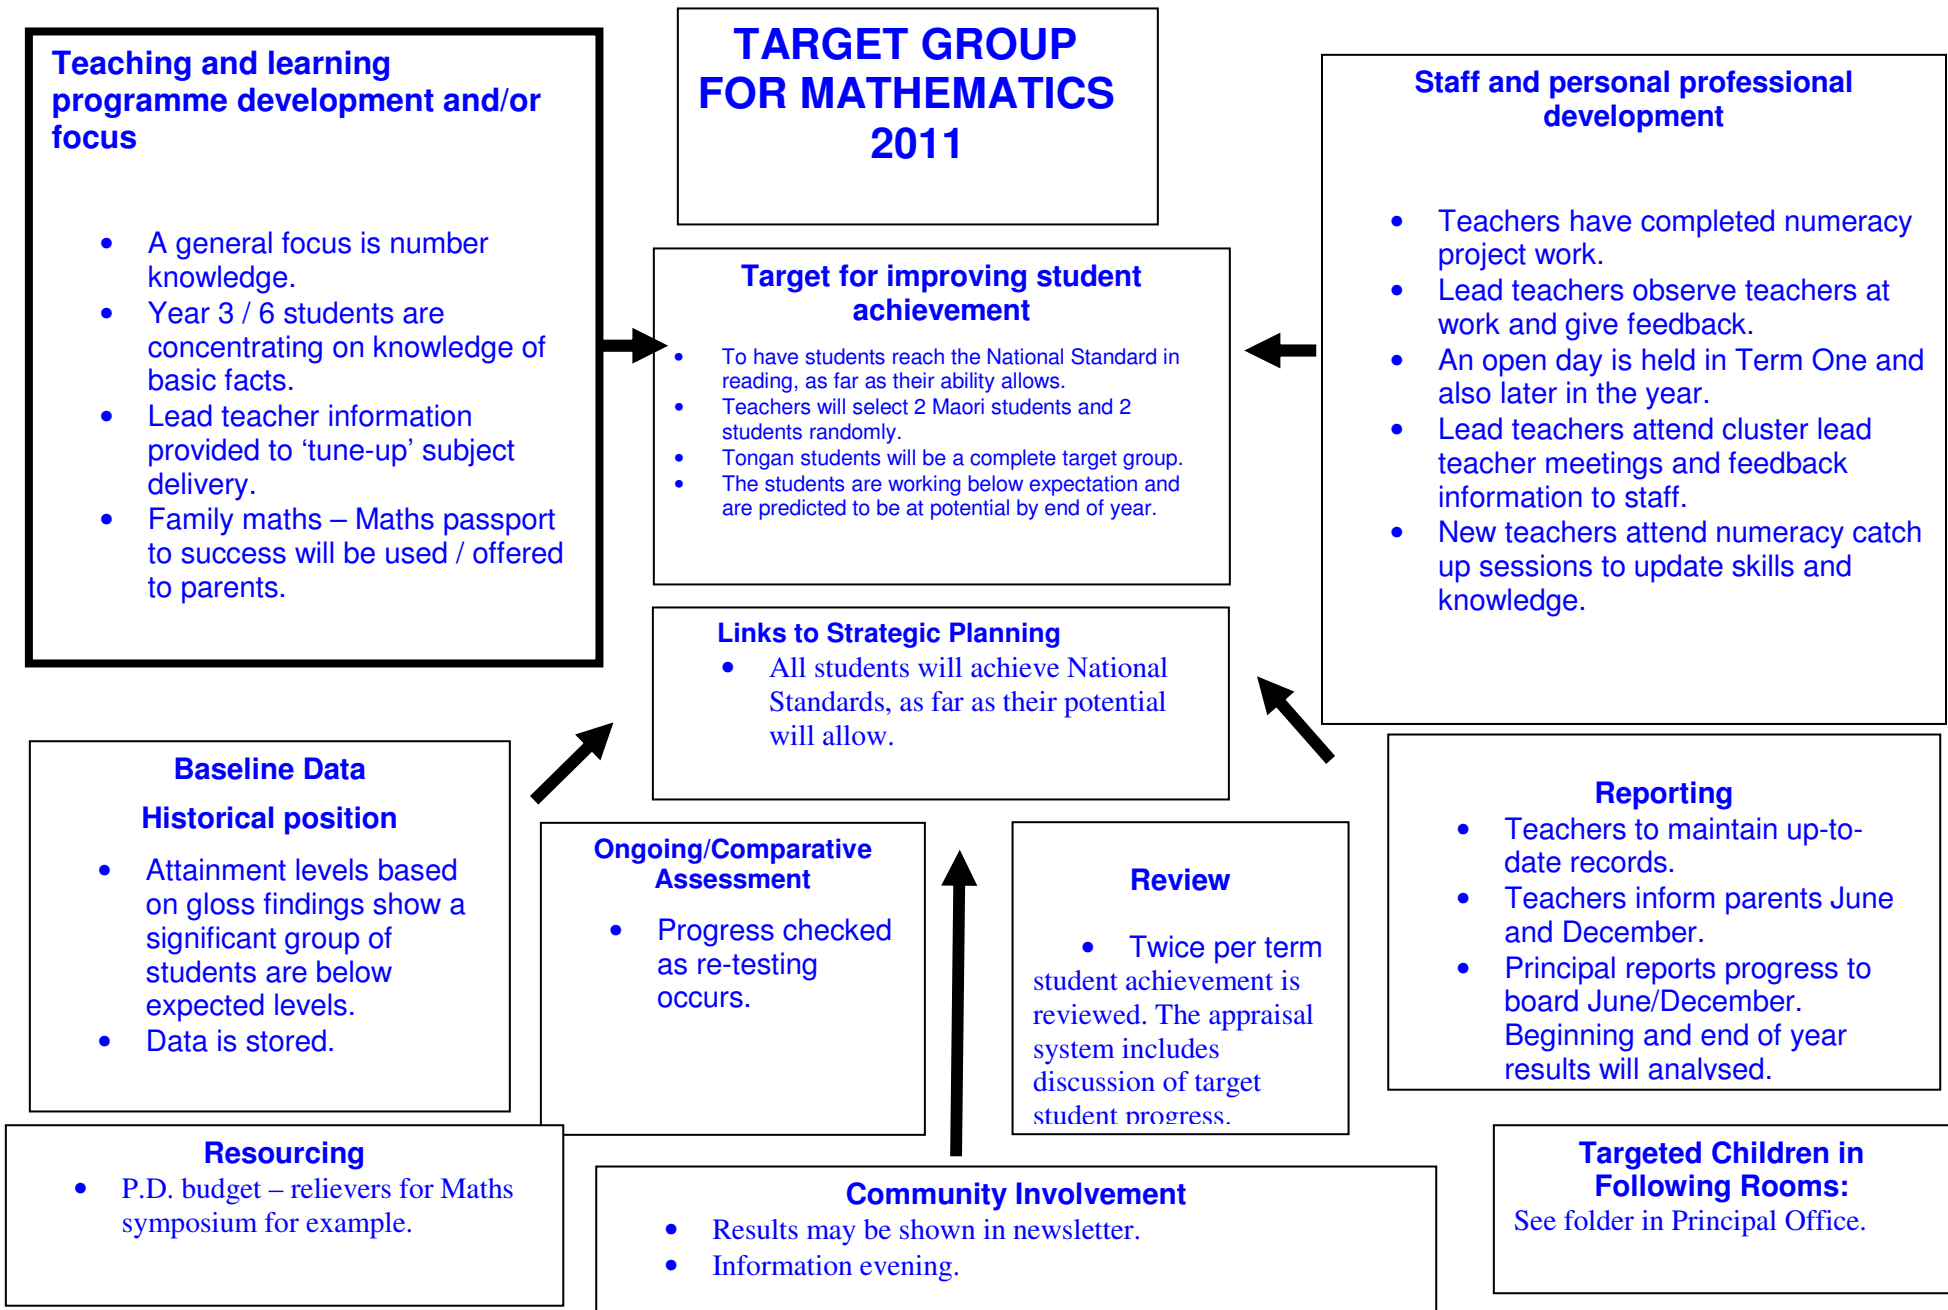 TARGET GROUP
FOR MATHEMATICS
2011
Teaching and learning
programme development and/or
focus
• A general focus is number
knowledge.
• Year 3 / 6 students are
concentrating on knowledge of
basic facts.
• Lead teacher information
provided to ‘tune-up’ subject
delivery.
• Family maths – Maths passport
to success will be used / offered
to parents.
Target for improving student
achievement
• To have students reach the National Standard in
reading, as far as their ability allows.
• Teachers will select 2 Maori students and 2
students randomly.
• Tongan students will be a complete target group.
• The students are working below expectation and
are predicted to be at potential by end of year.
Staff and personal professional
development
• Teachers have completed numeracy
project work.
• Lead teachers observe teachers at
work and give feedback.
• An open day is held in Term One and
also later in the year.
• Lead teachers attend cluster lead
teacher meetings and feedback
information to staff.
• New teachers attend numeracy catch
up sessions to update skills and
knowledge.
Links to Strategic Planning
• All students will achieve National
Standards, as far as their potential
will allow.
Baseline Data
Historical position
• Attainment levels based
on gloss findings show a
significant group of
students are below
expected levels.
• Data is stored.
Ongoing/Comparative
Assessment
• Progress checked
as re-testing
occurs.
Review
• Twice per term
student achievement is
reviewed. The appraisal
system includes
discussion of target
student progress.
Reporting
• Teachers to maintain up-to-
date records.
• Teachers inform parents June
and December.
• Principal reports progress to
board June/December.
Beginning and end of year
results will analysed.
Resourcing
• P.D. budget – relievers for Maths
symposium for example.
Community Involvement
• Results may be shown in newsletter.
• Information evening.
Targeted Children in
Following Rooms:
See folder in Principal Office.